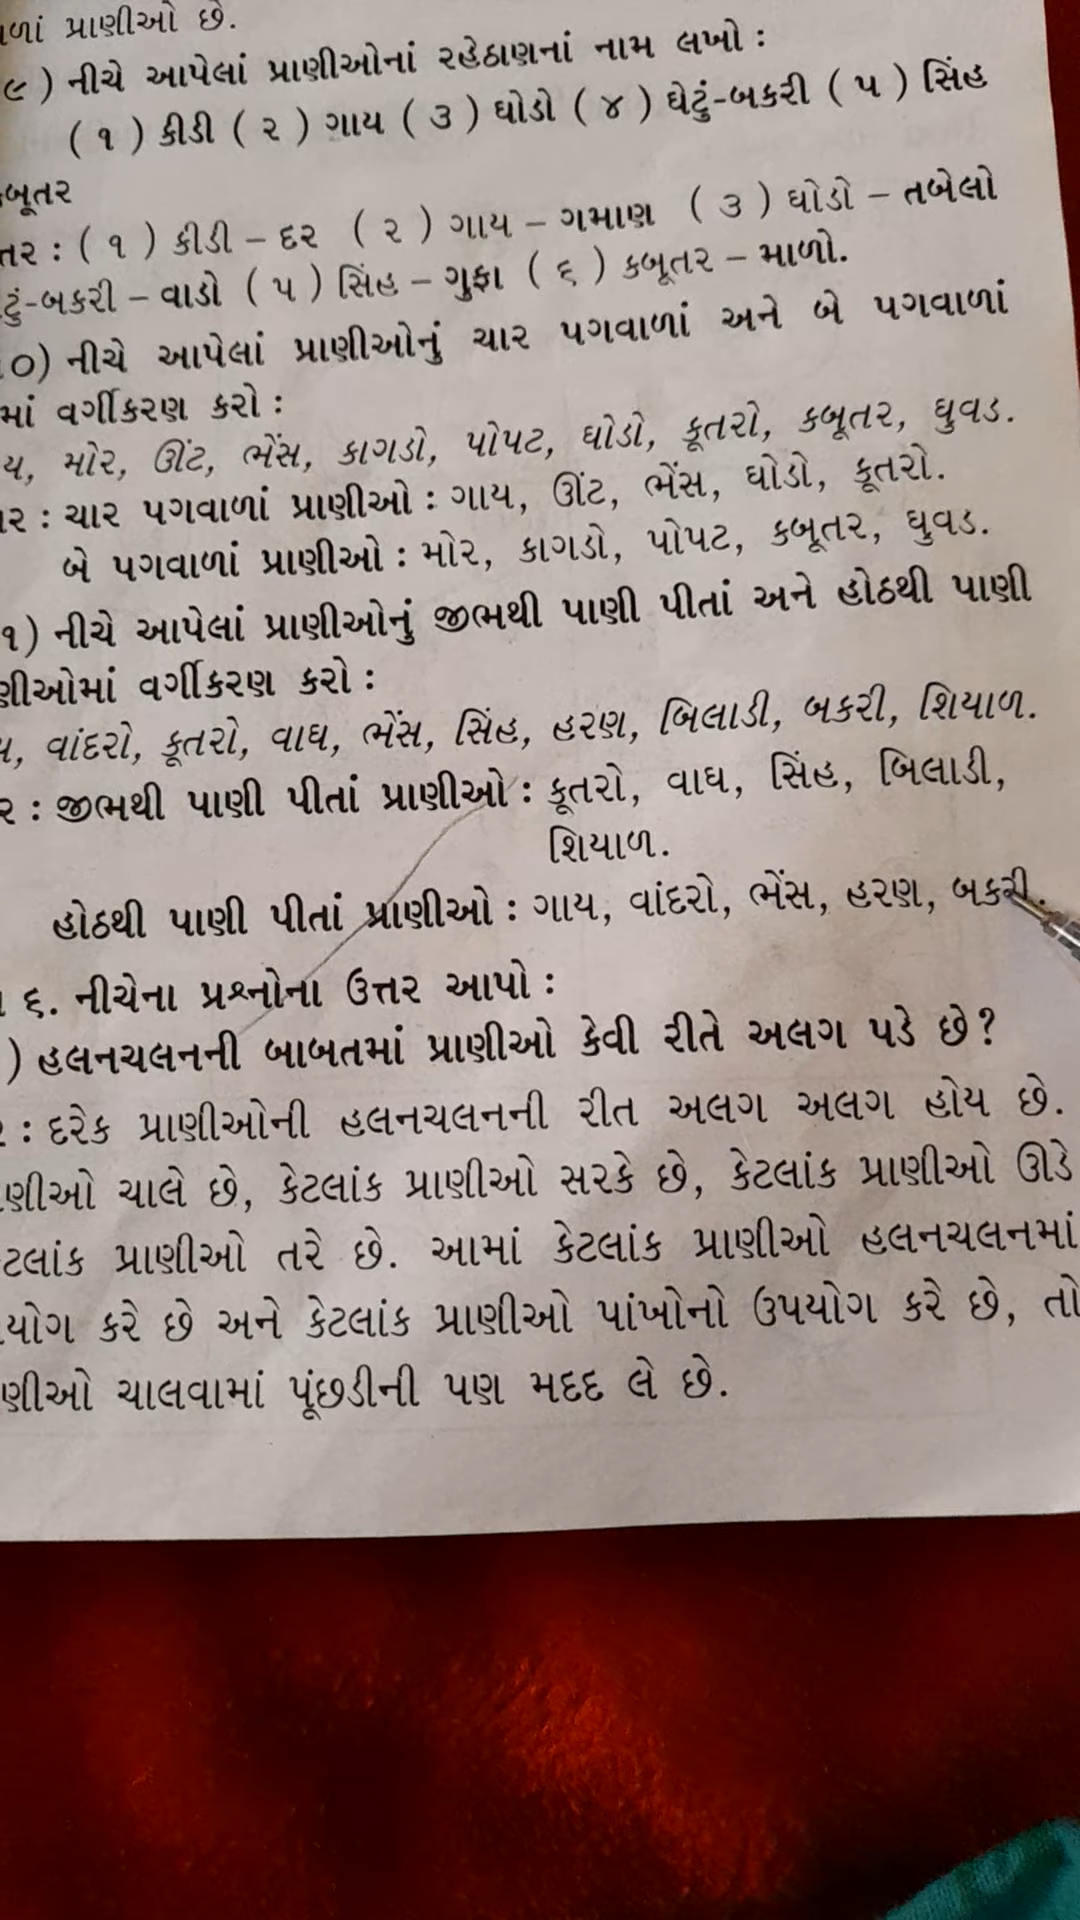 પ્રાણીઓ છે.
૯) નીચે આપેલાં પ્રાણીઓનાં રહેઠાણનાં નામ લખો :
(૧) કીડી (૨) ગાય (૩) ઘોડો (૪) ઘેટું-બકરી (૫) સિંહ
કબૂતર
તર : (૧) કીડી – દર (૨) ગાય – ગમાણ (૩) ઘોડો – તબેલો
ટું-બકરી – વાડો (૫) સિંહ – ગુફા (૬) કબૂતર – માળો.
૦) નીચે આપેલાં પ્રાણીઓનું ચાર પગવાળાં અને બે પગવાળાં
માં વર્ગીકરણ કરો :
ય, મોર, ઊંટ, ભેંસ, કાગડો, પોપટ, ઘોડો, કૂતરો, કબૂતર, ઘુવડ.
ર : ચાર પગવાળાં પ્રાણીઓ : ગાય, ઊંટ, ભેંસ, ઘોડો, કૂતરો.
બે પગવાળાં પ્રાણીઓ : મોર, કાગડો, પોપટ, કબૂતર, ઘુવડ.
૧) નીચે આપેલાં પ્રાણીઓનું જીભથી પાણી પીતાં અને હોઠથી પાણી
ણીઓમાં વર્ગીકરણ કરો :
ય, વાંદરો, કૂતરો, વાઘ, ભેંસ, સિંહ, હરણ, બિલાડી, બકરી, શિયાળ.
ર : જીભથી પાણી પીતાં પ્રાણીઓ : કૂતરો, વાઘ, સિંહ, બિલાડી,
શિયાળ.
હોઠથી પાણી પીતાં પ્રાણીઓ : ગાય, વાંદરો, ભેંસ, હરણ, બકરી.
૬. નીચેના પ્રશ્નોના ઉત્તર આપો :
) હલનચલનની બાબતમાં પ્રાણીઓ કેવી રીતે અલગ પડે છે?
: દરેક પ્રાણીઓની હલનચલનની રીત અલગ અલગ હોય છે.
ણીઓ ચાલે છે, કેટલાંક પ્રાણીઓ સરકે છે, કેટલાંક પ્રાણીઓ ઊડે
ટલાંક પ્રાણીઓ તરે છે. આમાં કેટલાંક પ્રાણીઓ હલનચલનમાં
યોગ કરે છે અને કેટલાંક પ્રાણીઓ પાંખોનો ઉપયોગ કરે છે, તો
ણીઓ ચાલવામાં પૂંછડીની પણ મદદ લે છે.